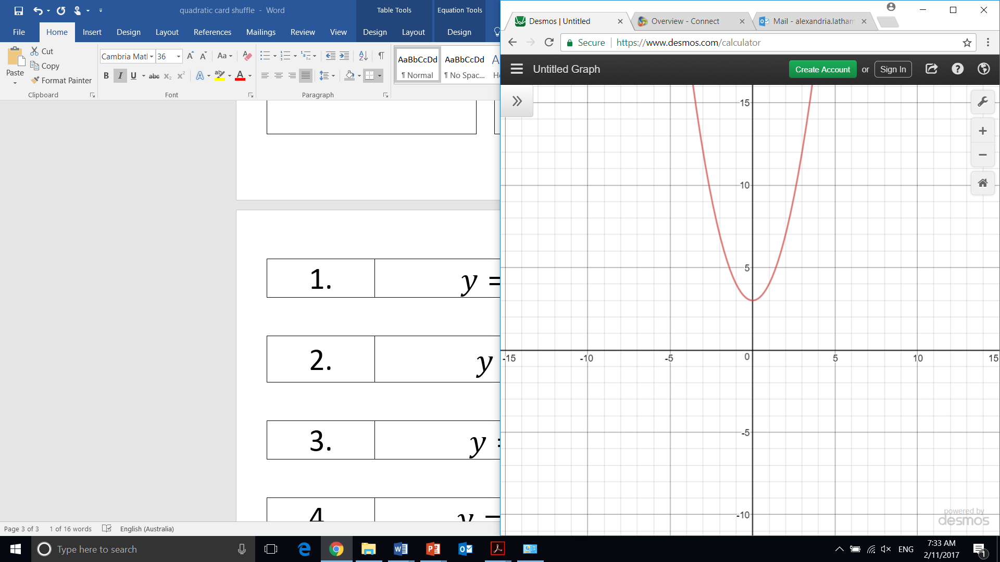 quadratic card shuffle - Word
Table Tools
Equation Tools
File Home Insert Design Layout References Mailings Review View Design Layout Design
Paste
Cut
Copy
Format Painter
Clipboard
Cambria Matl
36
Aa
B I U abc X₂ X²
A ab A
Font
Paragraph
AaBbCcDd
¶ Normal
AaBbCcDd
¶ No Spac...
1. y =
2. y
3. y
4 y
Page 3 of 3 1 of 16 words English (Australia)
Desmos | Untitled
Overview - Connect
Mail - alexandria.latham
Secure https://www.desmos.com/calculator
Untitled Graph
Create Account or Sign In
15
10
5
-15 -10 -5 0 5 10 15
-5
-10
powered by
desmos
Type here to search
ENG
7:33 AM
2/11/2017
1